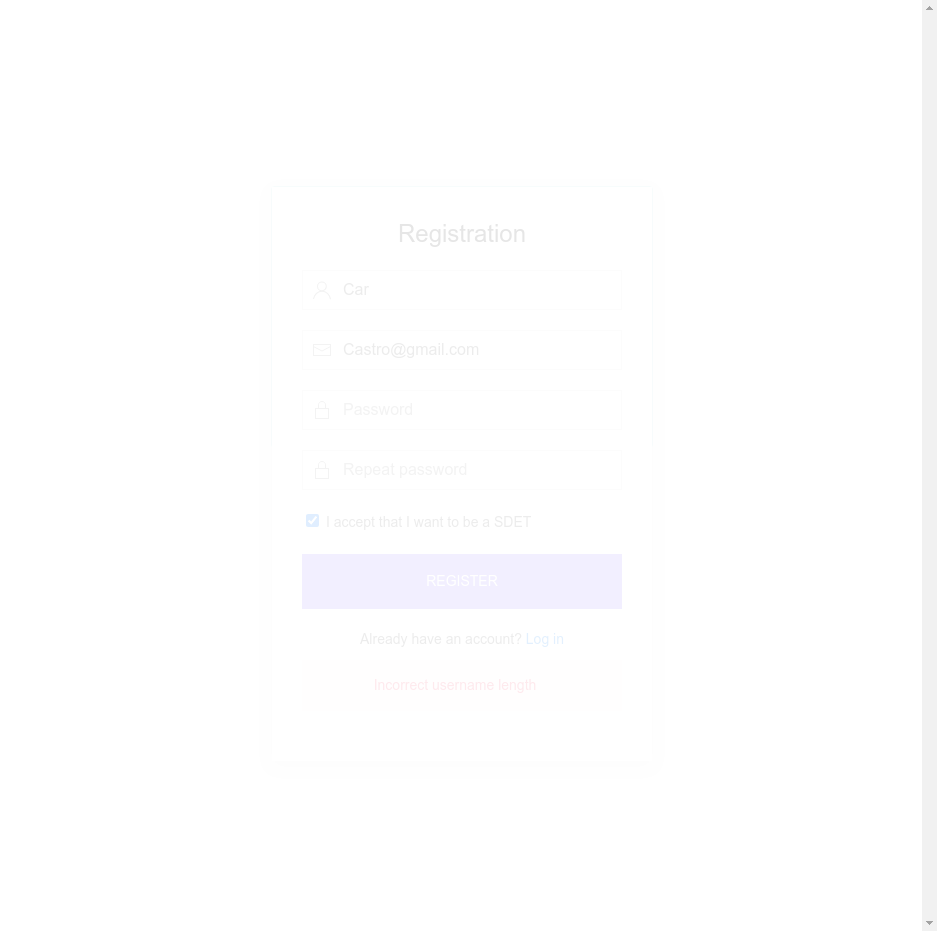 Registration
Car
Castro@gmail.com
Password
Repeat password
I accept that I want to be a SDET
REGISTER
Already have an account? Log in
Incorrect username length